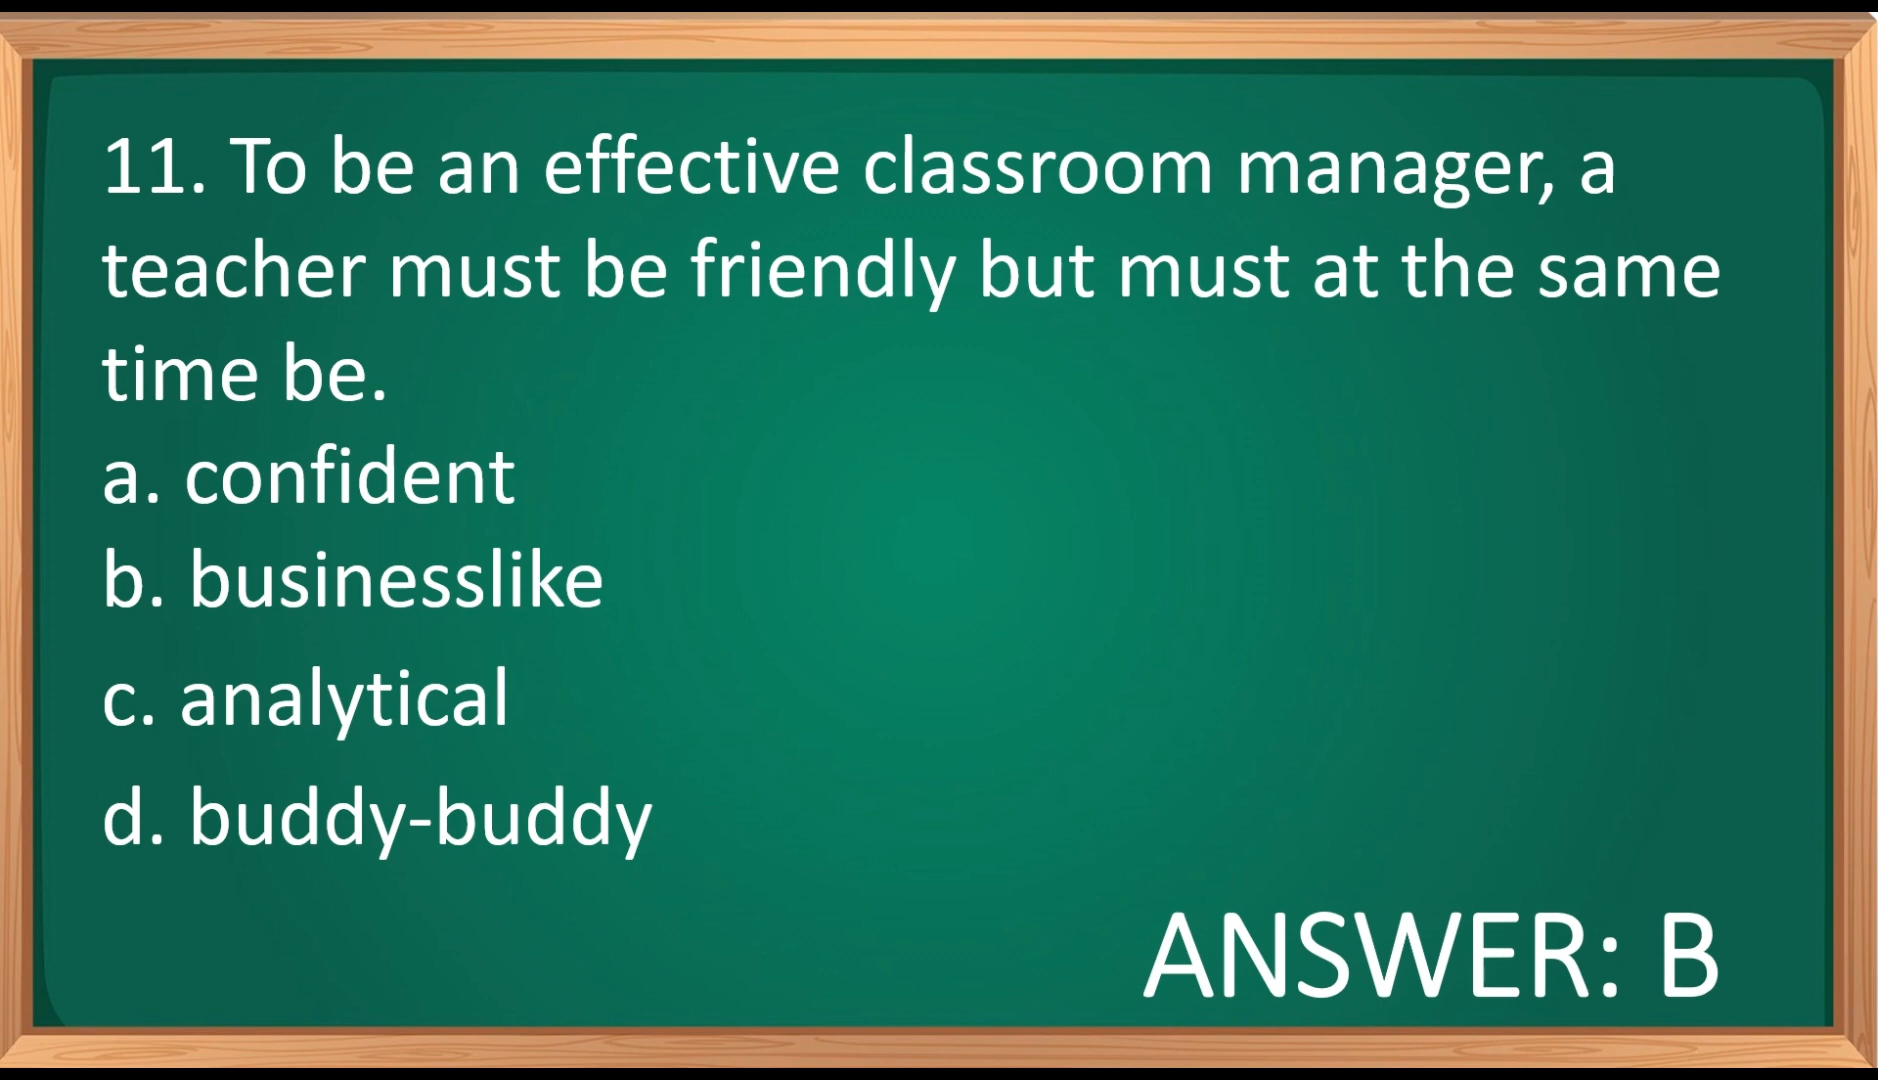 11. To be an effective classroom manager, a
teacher must be friendly but must at the same
time be.
a. confident
b. businesslike
c. analytical
d. buddy-buddy
ANSWER: B